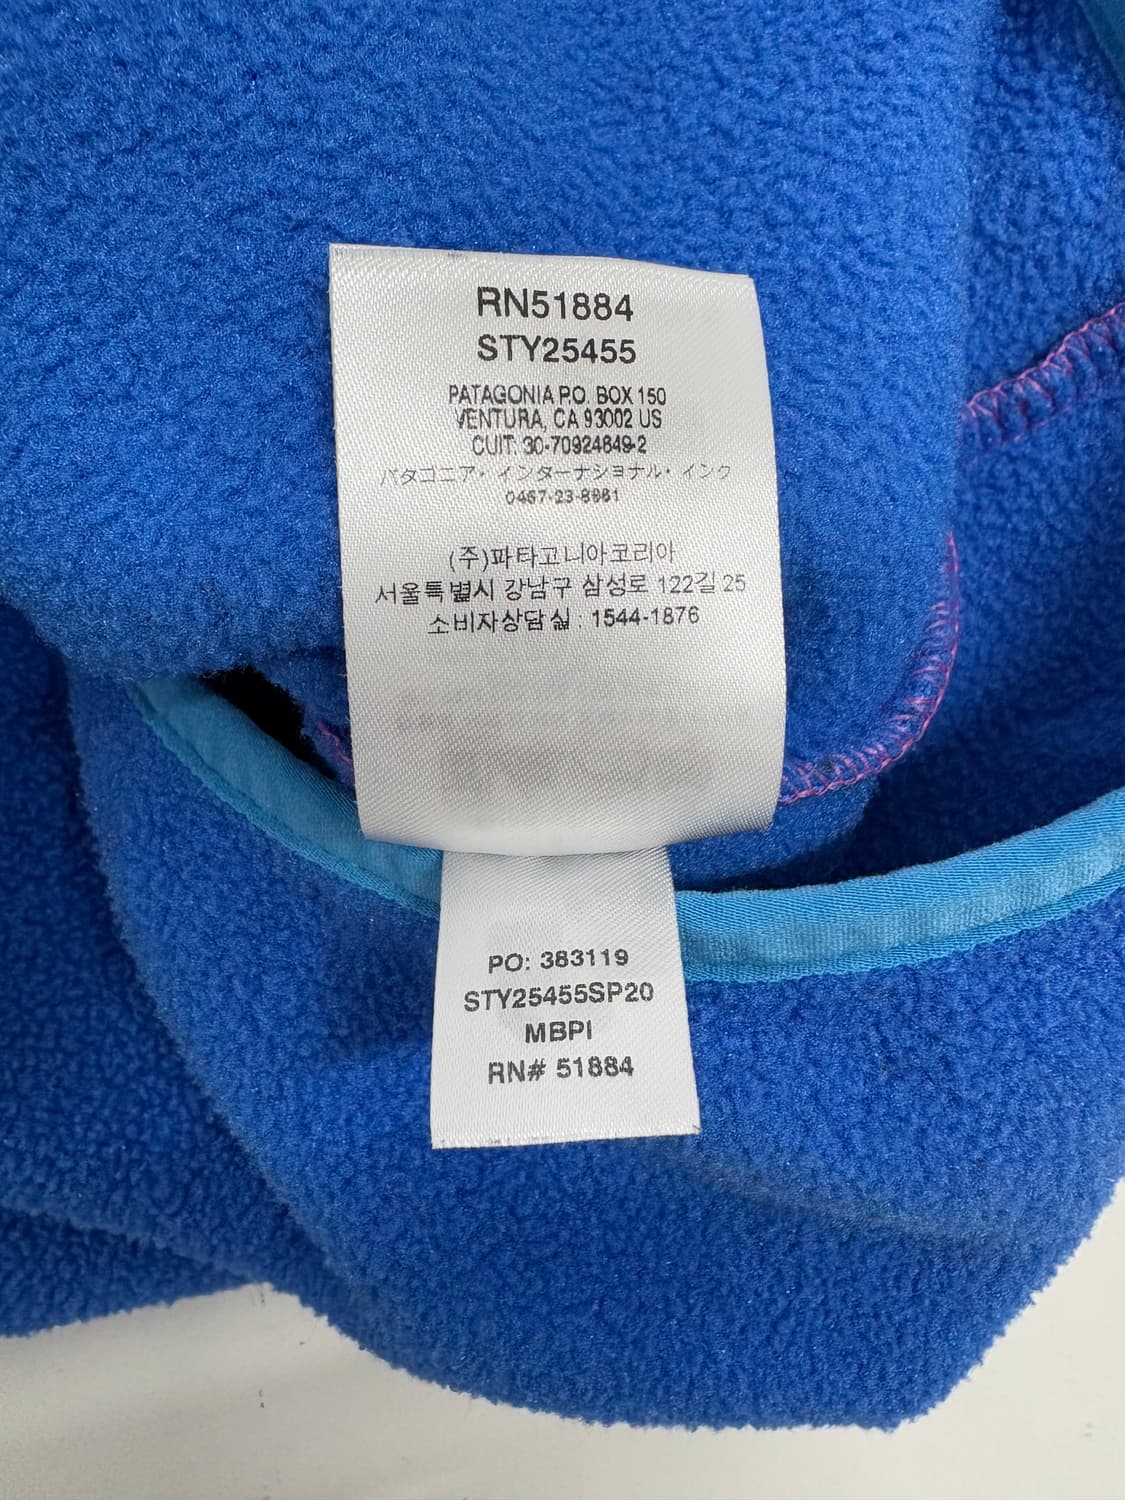 RN51884
STY25455
PATAGONIA P.O. BOX 150
VENTURA, CA 93002 US
CUIT: 30-70924849-2
パタゴニア・インターナショナル・インク
0467-23-8961
(주)파타고니아코리아
서울특별시 강남구 삼성로 122길 25
소비자상담실 : 1544-1876
PO: 383119
STY25455SP20
MBPI
RN# 51884